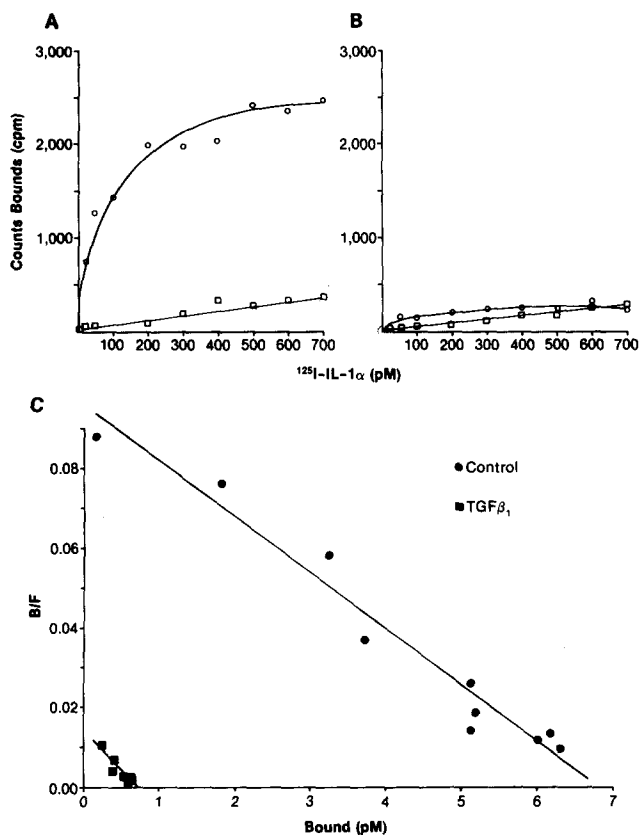 A
B
3,000
2,000
1,000
Counts Bounds (cpm)
100 200 300 400 500 600 700
3,000
2,000
1,000
100 200 300 400 500 600 700
¹²⁵I-IL-1α (pM)
C
0.08
0.06
0.04
0.02
0.00
B/F
● Control
■ TGFβ₁
0 1 2 3 4 5 6 7
Bound (pM)